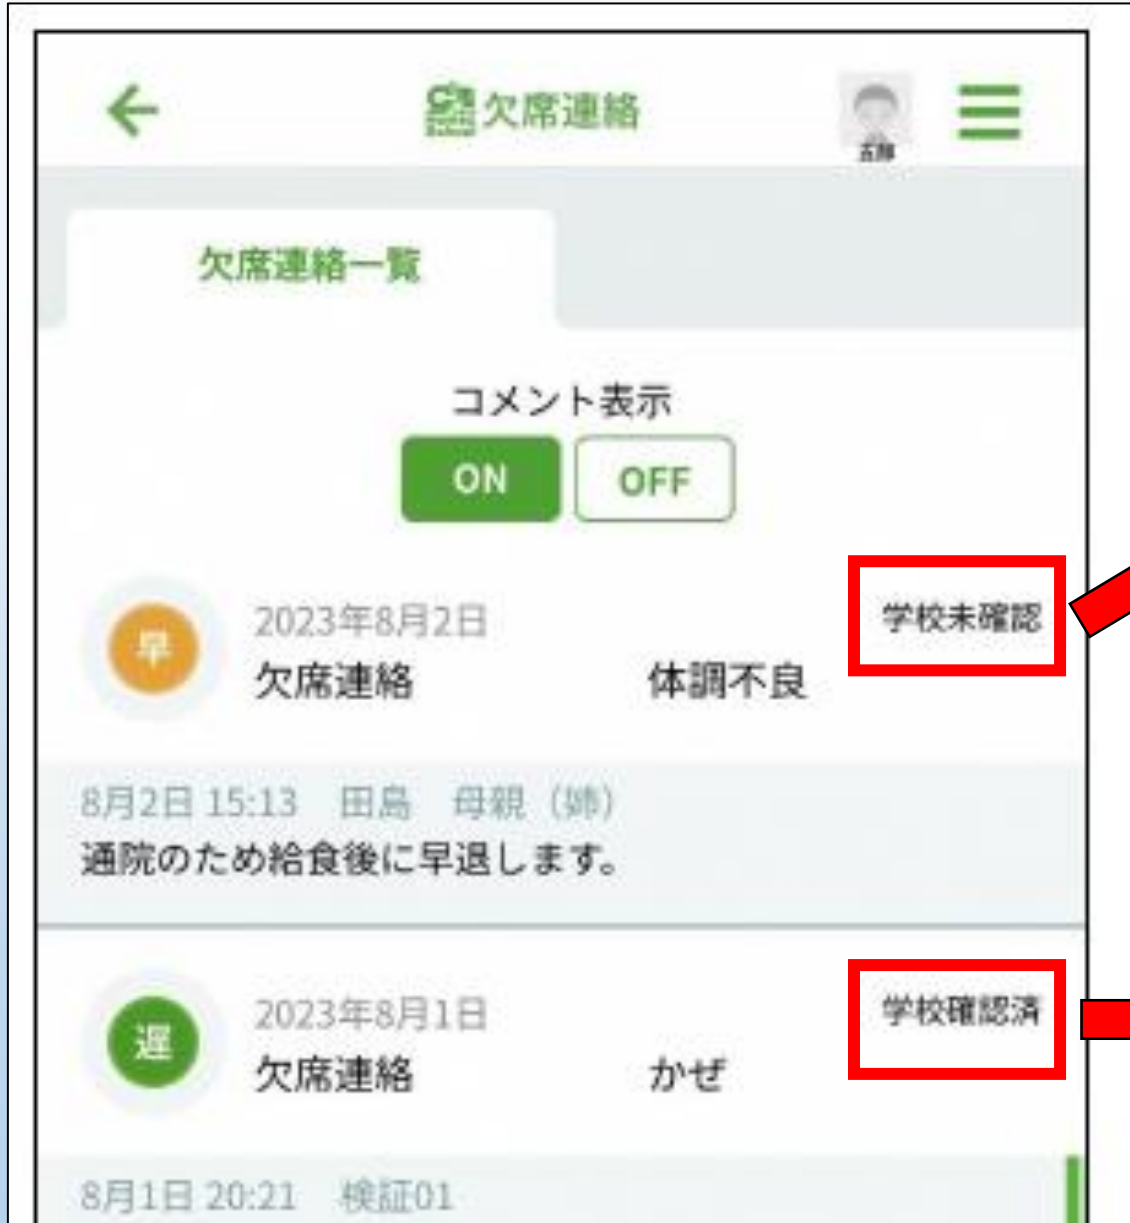 欠席連絡
五郎
欠席連絡一覧
コメント表示
ON OFF
早 2023年8月2日 学校未確認
欠席連絡 体調不良
8月2日 15:13 田島 母親（姉）
通院のため給食後に早退します。
遅 2023年8月1日 学校確認済
欠席連絡 かぜ
8月1日 20:21 検証01